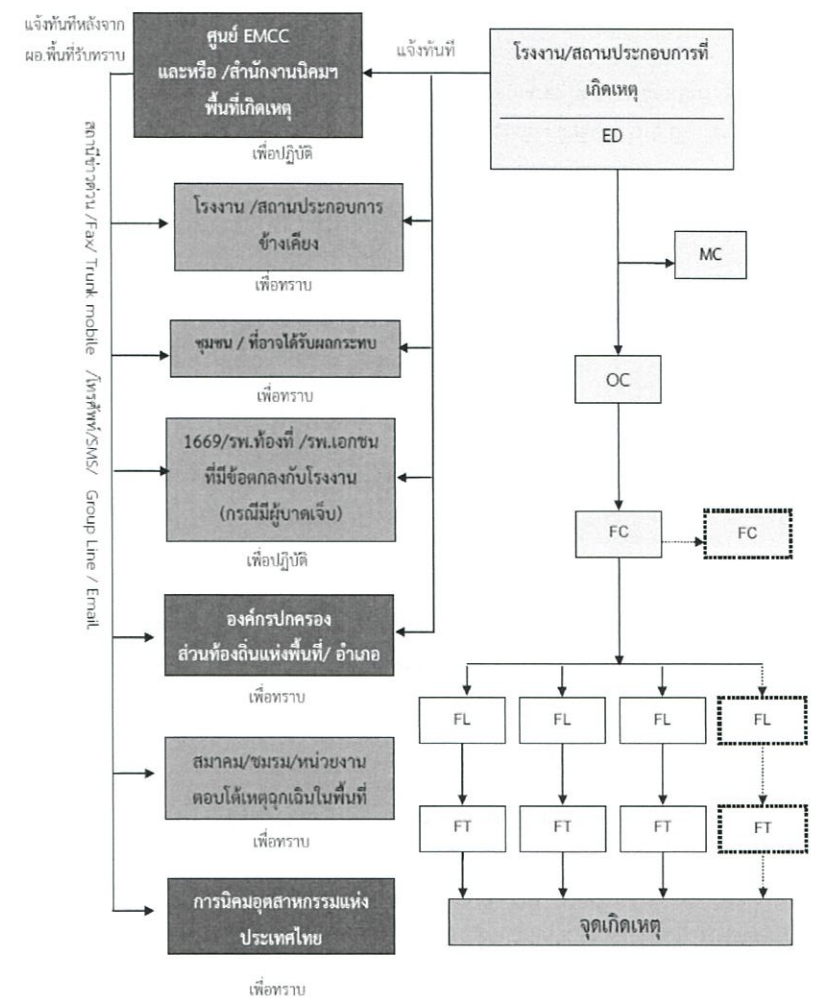 แจ้งทันทีหลังจาก
ผอ.พื้นที่รับทราบ
ศูนย์ EMCC
และหรือ /สำนักงานนิคมฯ
พื้นที่เกิดเหตุ
เพื่อปฏิบัติ
แจ้งทันที
โรงงาน/สถานประกอบการที่
เกิดเหตุ
ED
สถานีข่าวด่วน /Fax/ Trunk mobile /โทรศัพท์/SMS/ Group Line / Email
โรงงาน /สถานประกอบการ
ข้างเคียง
เพื่อทราบ
ชุมชน / ที่อาจได้รับผลกระทบ
เพื่อทราบ
1669/รพ.ท้องที่ /รพ.เอกชน
ที่มีข้อตกลงกับโรงงาน
(กรณีมีผู้บาดเจ็บ)
เพื่อปฏิบัติ
องค์กรปกครอง
ส่วนท้องถิ่นแห่งพื้นที่/ อำเภอ
เพื่อทราบ
สมาคม/ชมรม/หน่วยงาน
ตอบโต้เหตุฉุกเฉินในพื้นที่
เพื่อทราบ
การนิคมอุตสาหกรรมแห่ง
ประเทศไทย
เพื่อทราบ
MC
OC
FC
FC
FL
FL
FL
FL
FT
FT
FT
FT
จุดเกิดเหตุ